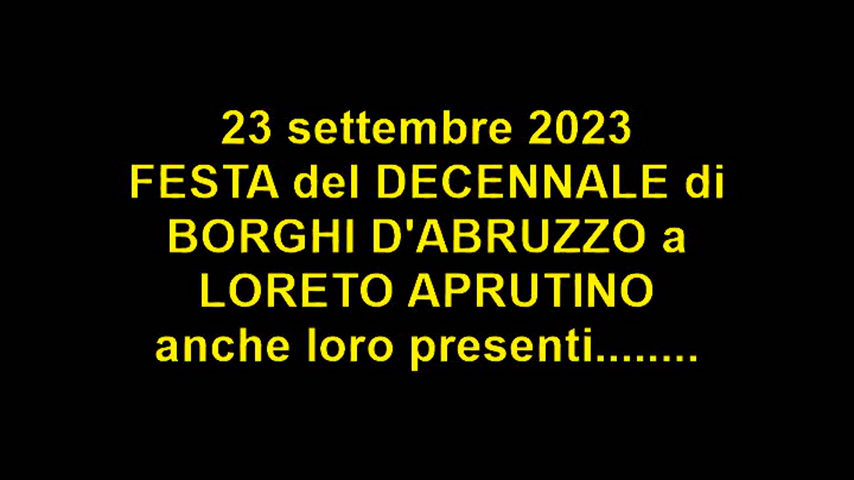 23 settembre 2023
FESTA del DECENNALE di
BORGHI D'ABRUZZO a
LORETO APRUTINO
anche loro presenti........